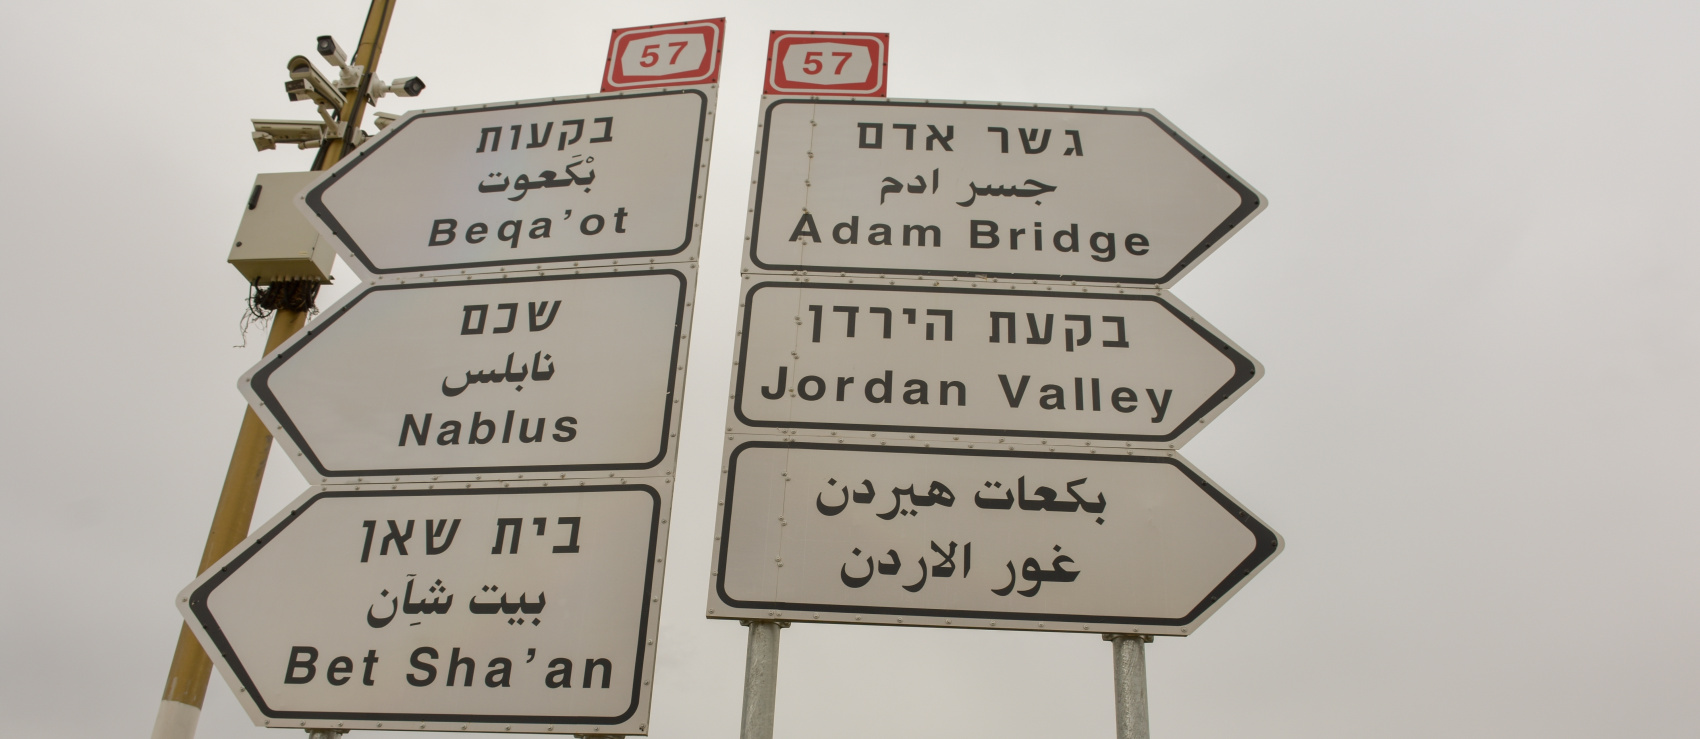 57
בקעות
بْكَعوت
Beqa'ot
שכם
نابلس
Nablus
בית שאן
بيت شآن
Bet Sha'an
57
גשר אדם
جسر ادم
Adam Bridge
בקעת הירדן
Jordan Valley
بكعات هيردن
غور الاردن